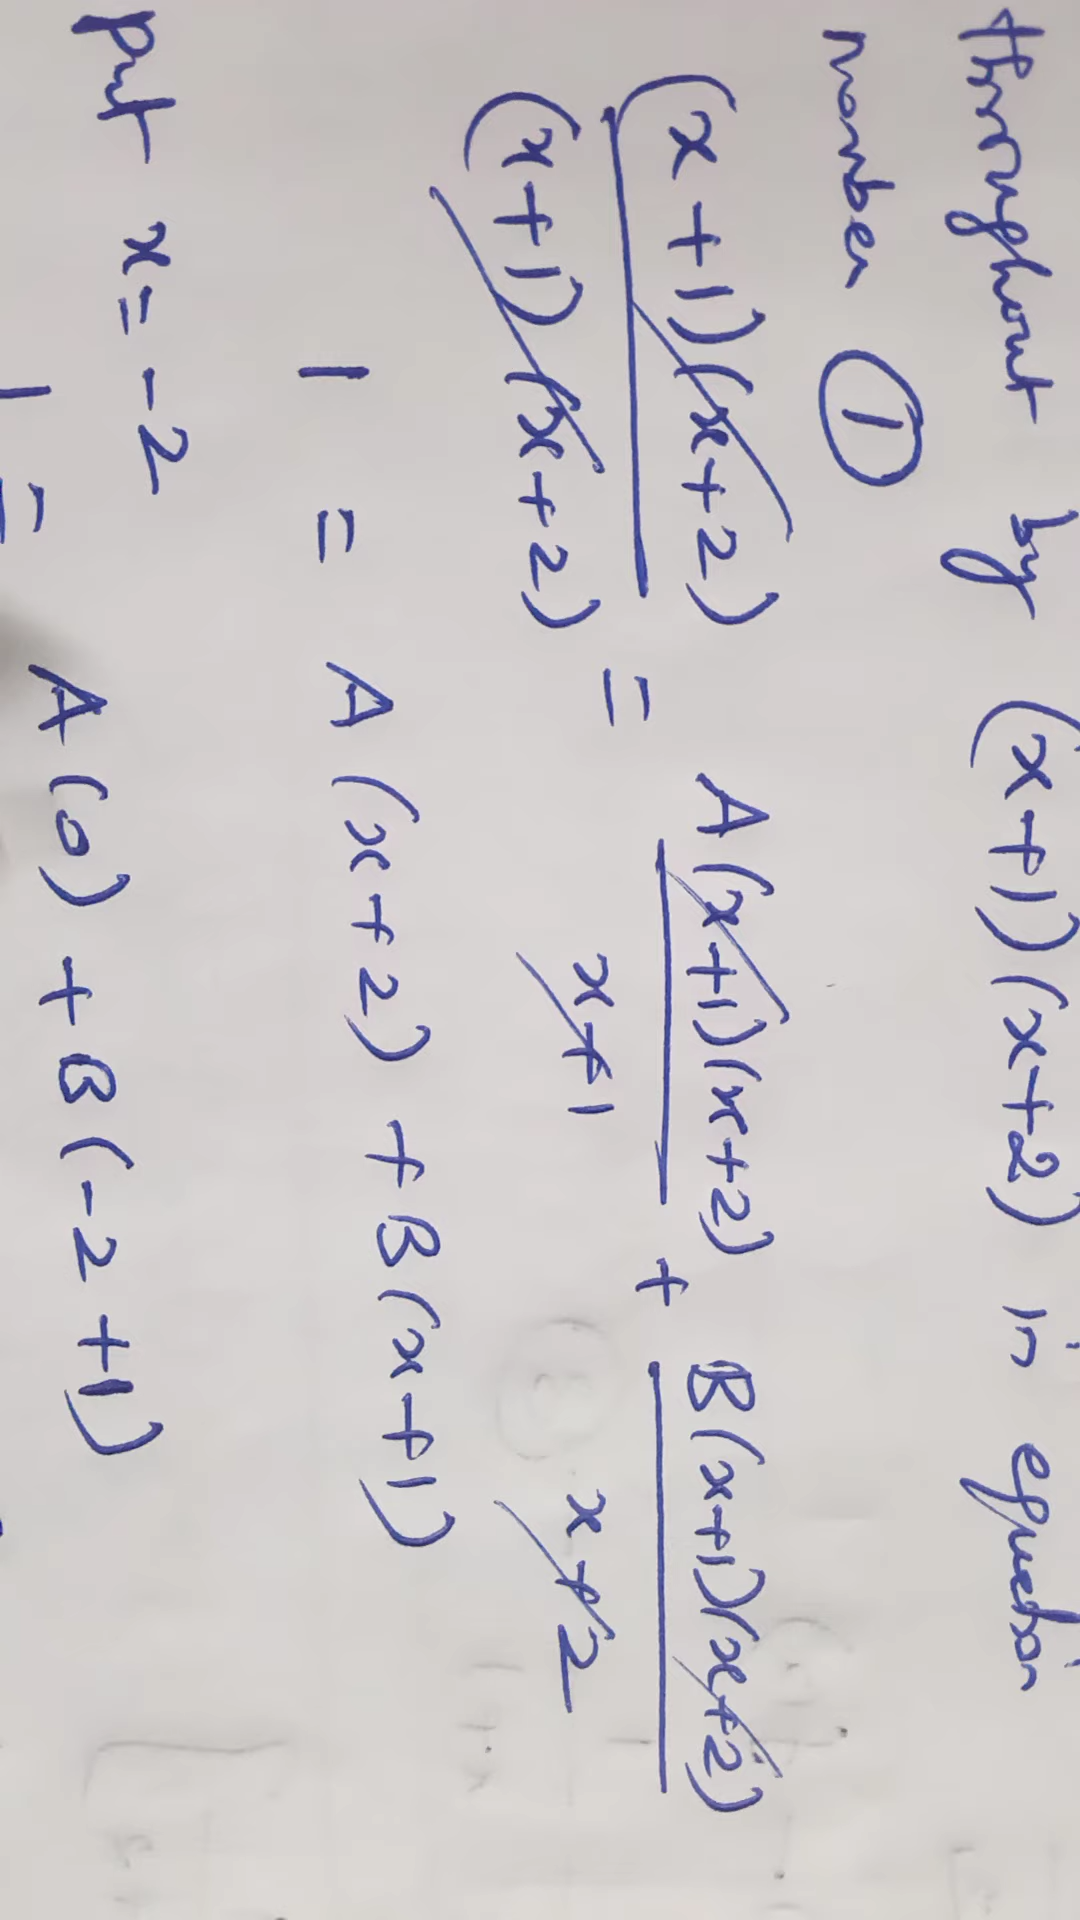 throughout by (x+1)(x+2) in equation
number ①
(x+1)(x+2)/(x+1)(x+2) = A(x+1)(x+2)/x+1 + B(x+1)(x+2)/x+2
1 = A(x+2) + B(x+1)
put x = -2
1 = A(0) + B(-2+1)